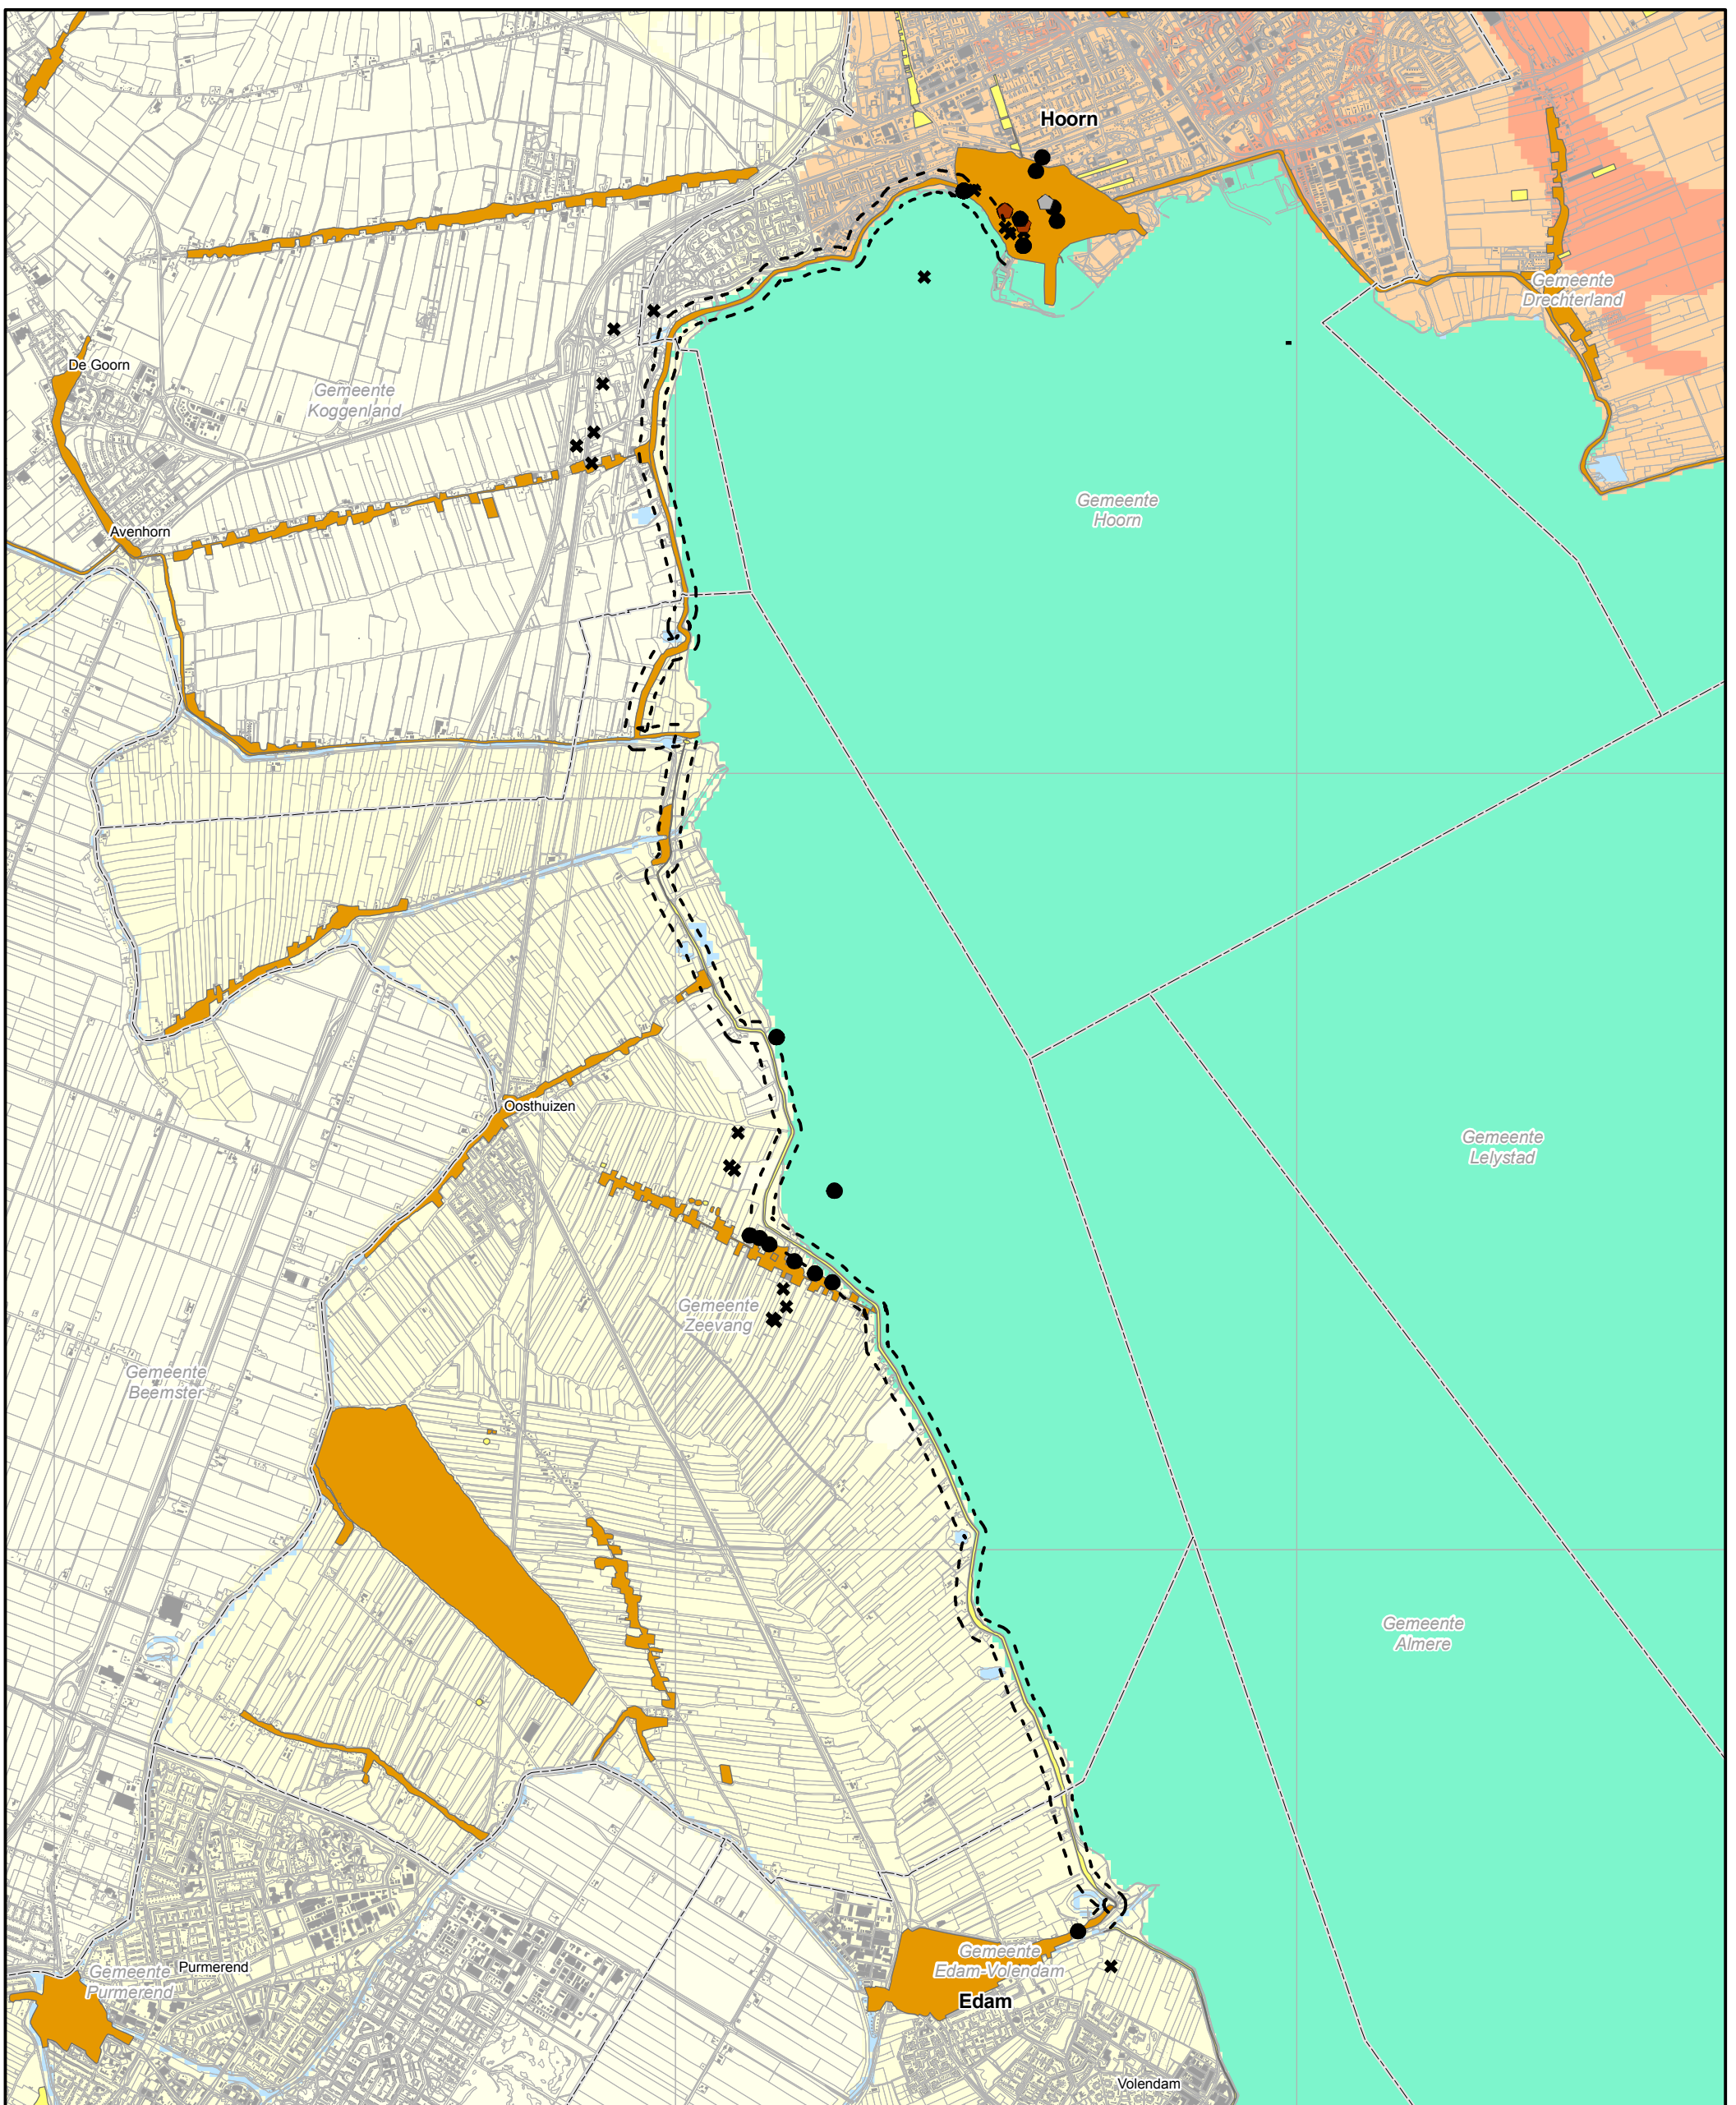 Hoorn
Gemeente
Drechterland
De Goorn
Gemeente
Koggenland
Gemeente
Hoorn
Avenhorn
Oosthuizen
Gemeente
Lelystad
Gemeente
Zeevang
Gemeente
Beemster
Gemeente
Almere
Gemeente
Edam-Volendam
Purmerend
Gemeente
Purmerend
Edam
Volendam